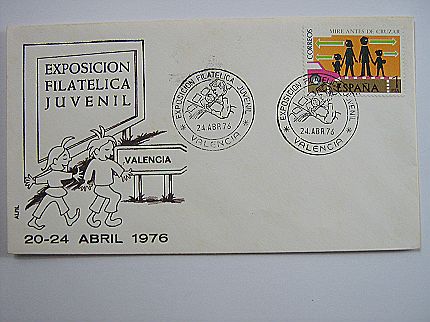 EXPOSICION
FILATELICA
JUVENIL
VALENCIA
ALFIL
20-24 ABRIL 1976
EXPOSICION FILATELICA JUVENIL
24 ABR 76
* VALENCIA *
EXPOSICION FILATELICA JUVENIL
24 ABR 76
* VALENCIA *
CORREOS
MIRE ANTES DE CRUZAR
ESPAÑA